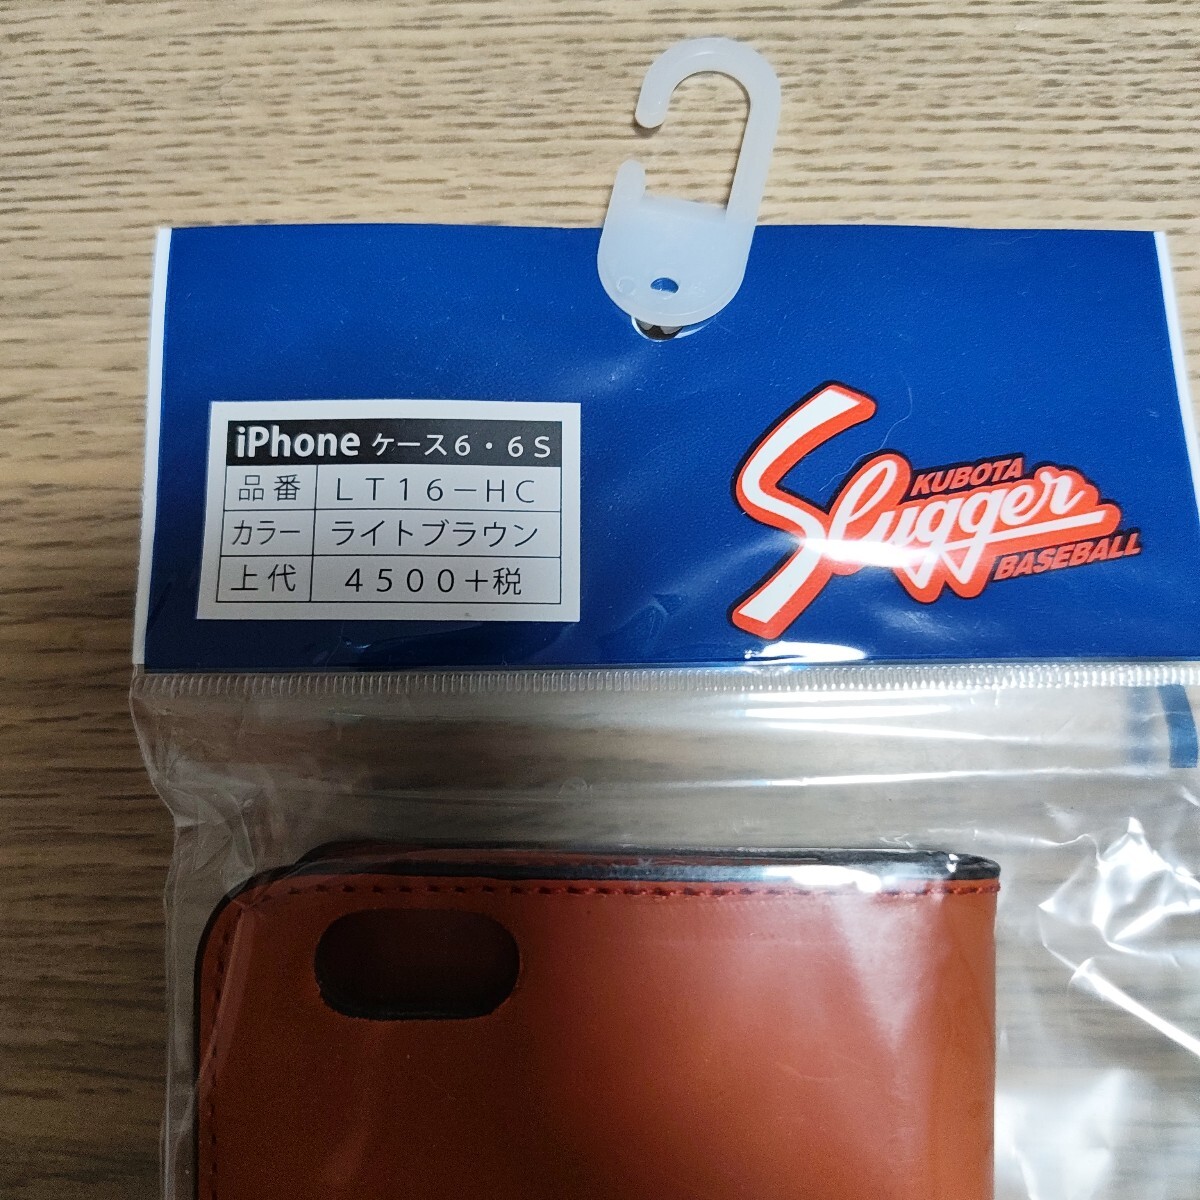 iPhone ケース6・6S
品番 LT16-HC
カラー ライトブラウン
上代 4500+税
KUBOTA
Slugger
BASEBALL